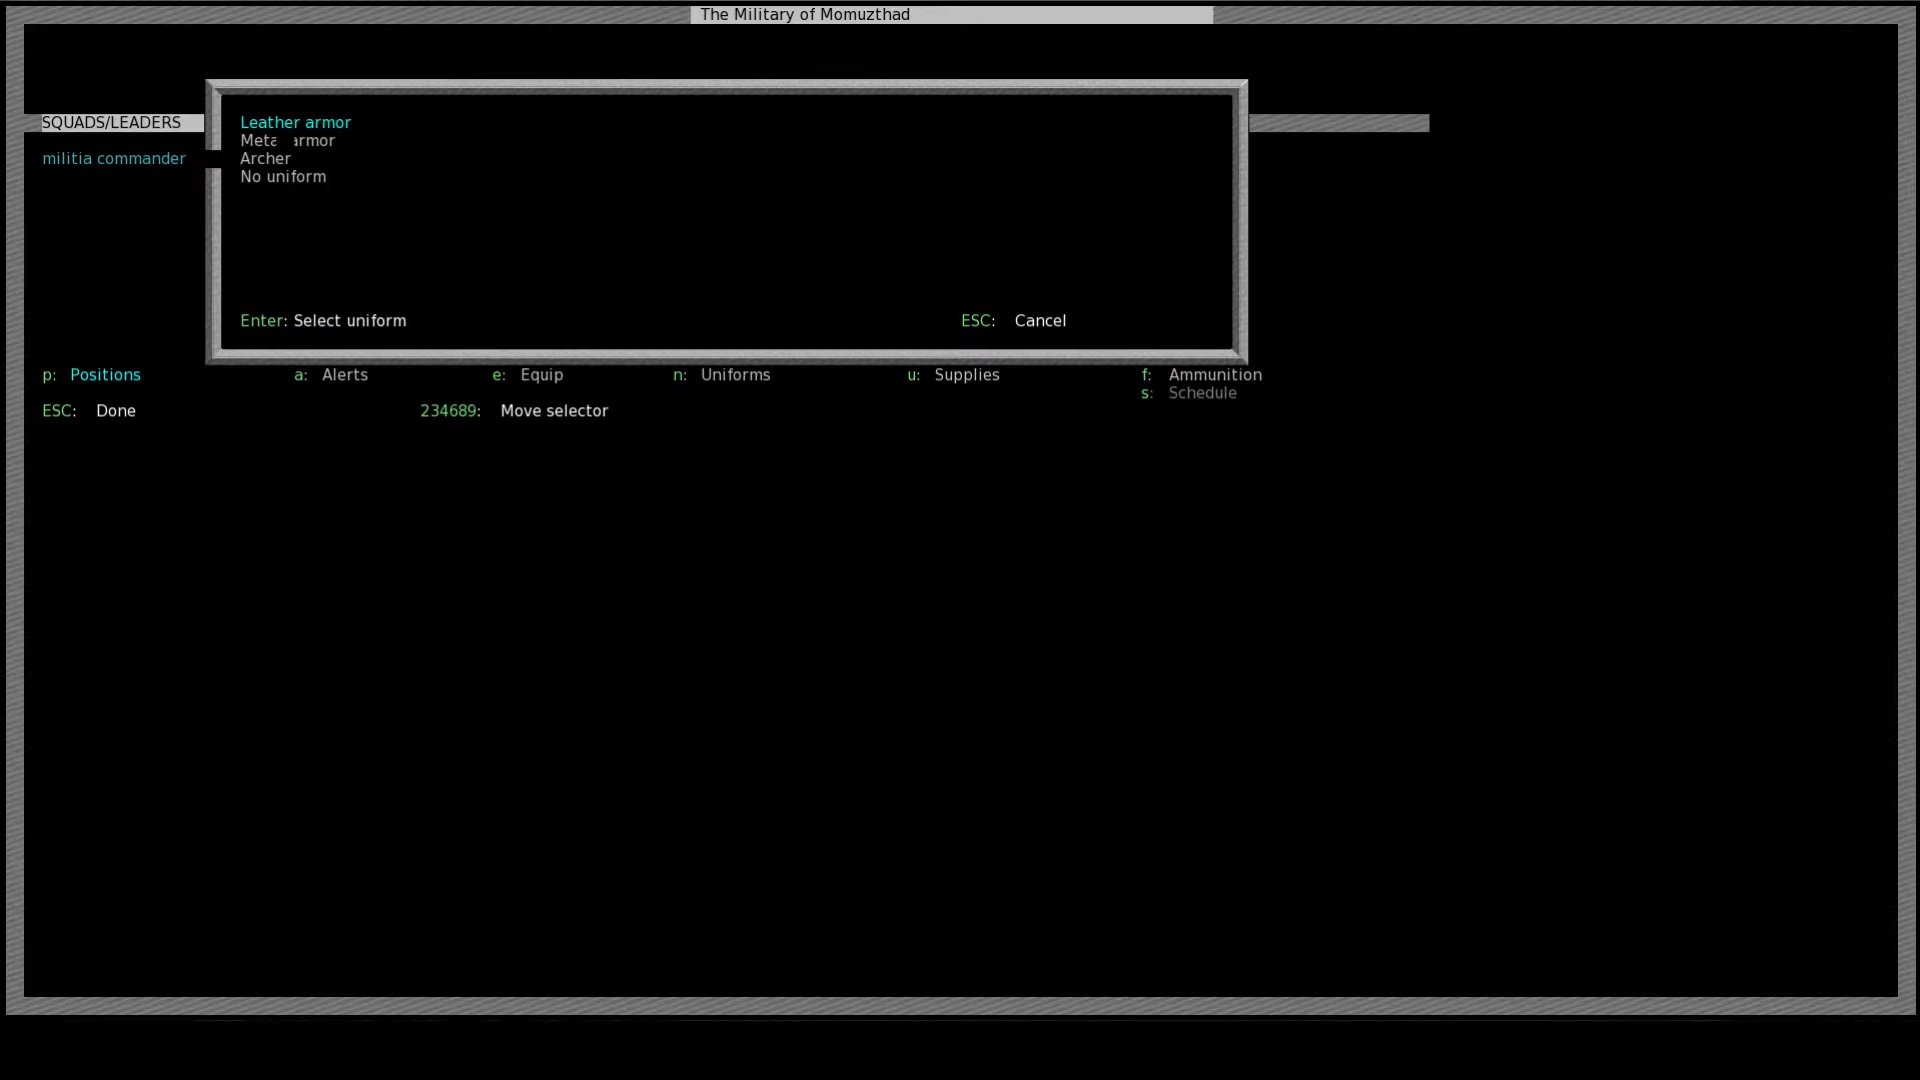 The Military of Momuzthad
SQUADS/LEADERS
Leather armor
Meta armor
militia commander
Archer
No uniform
Enter: Select uniform ESC: Cancel
p: Positions a: Alerts e: Equip n: Uniforms u: Supplies f: Ammunition
s: Schedule
ESC: Done 234689: Move selector